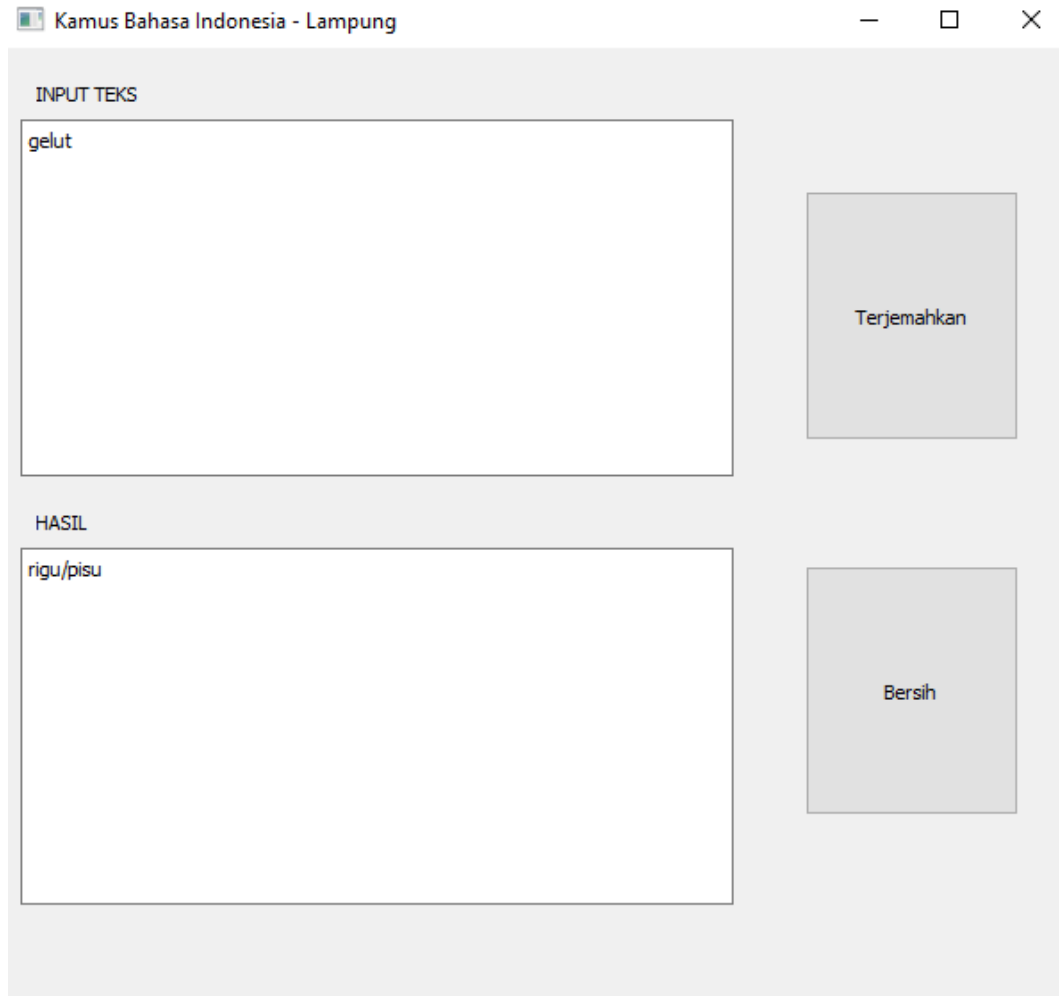 Kamus Bahasa Indonesia - Lampung
INPUT TEKS
gelut
Terjemahkan
HASIL
rigu/pisu
Bersih